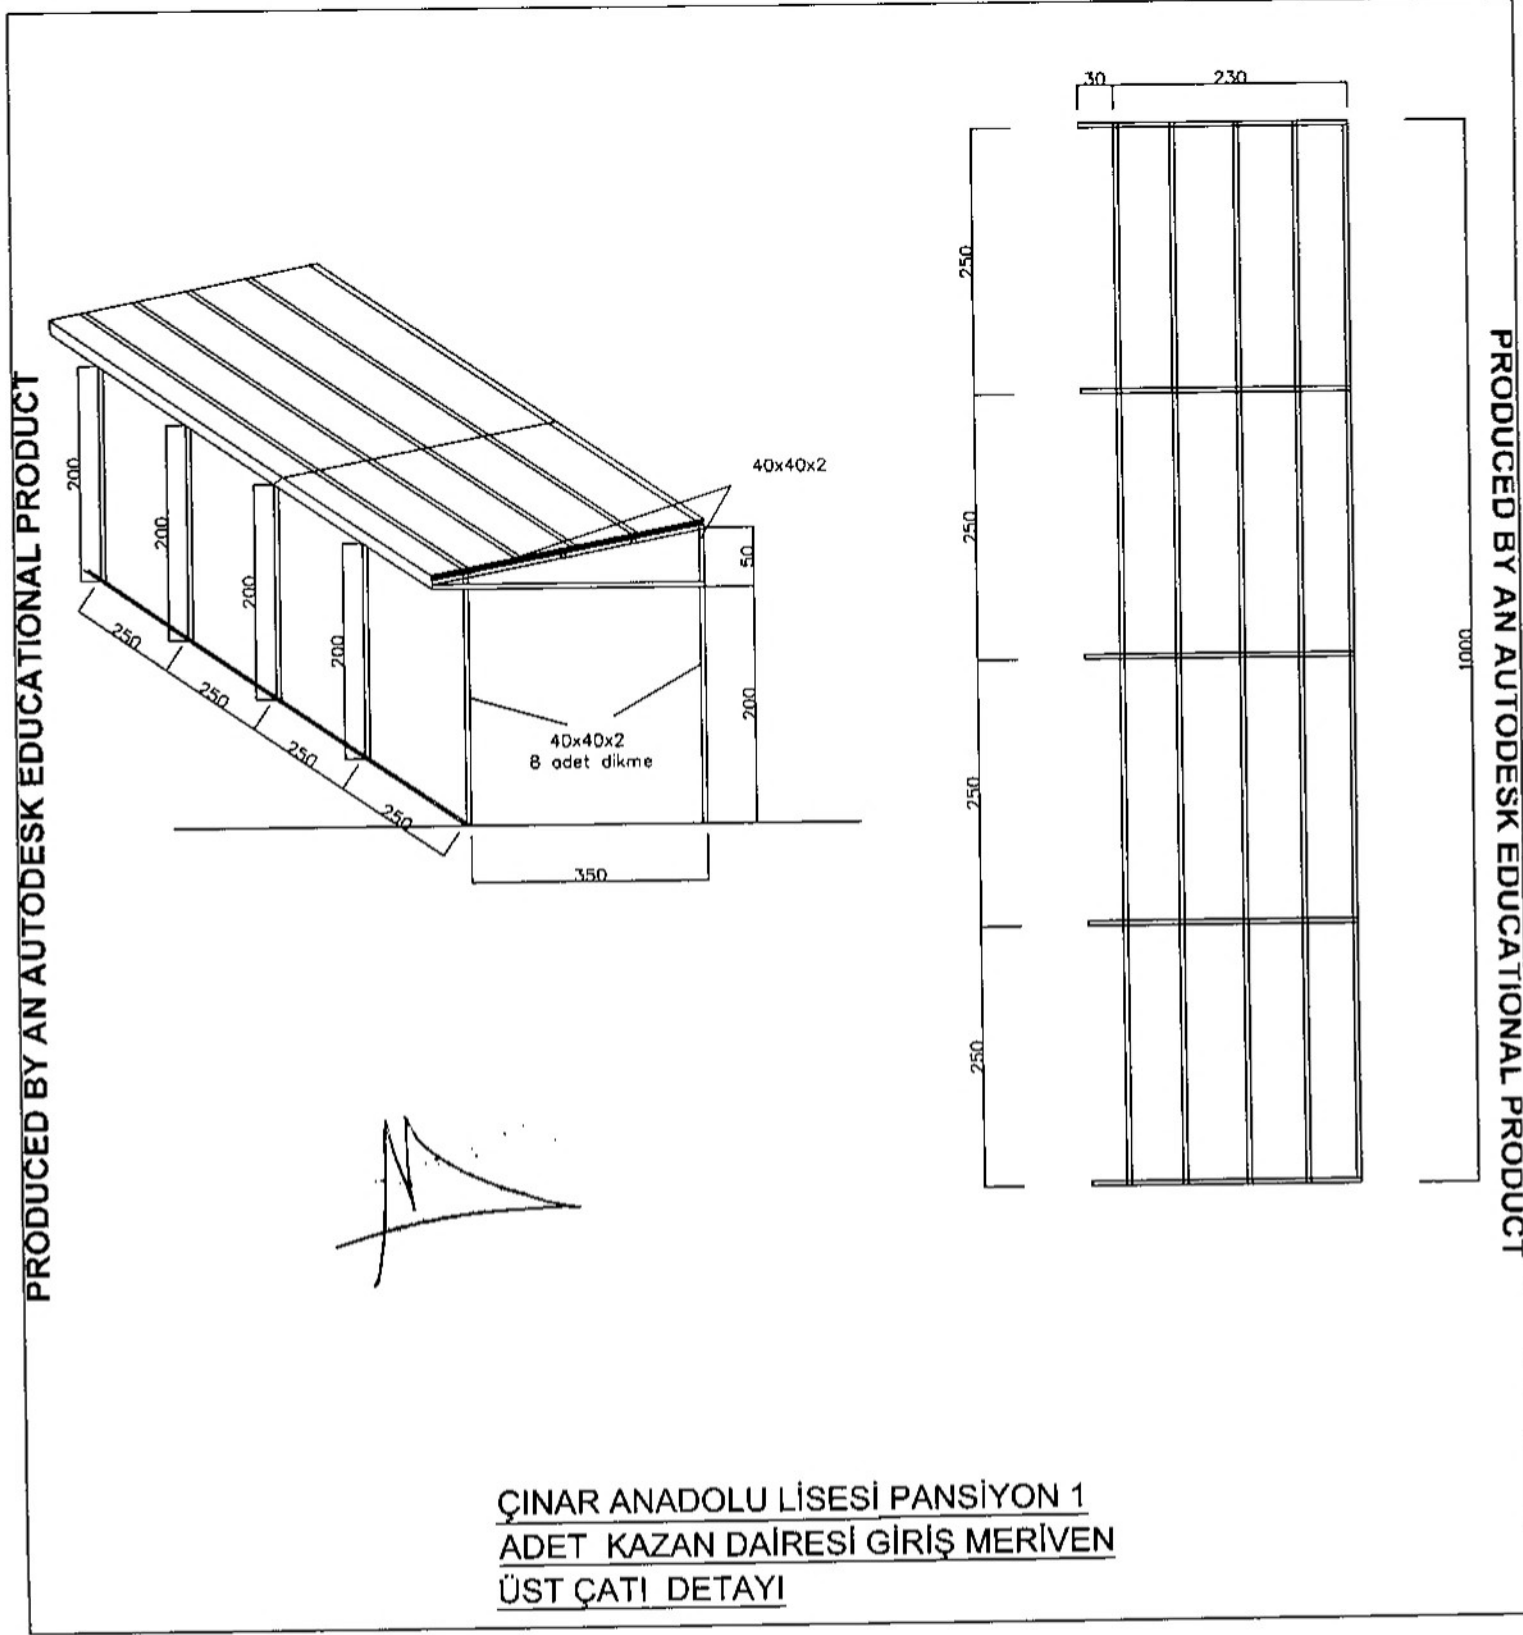 PRODUCED BY AN AUTODESK EDUCATIONAL PRODUCT
200
200
200
200
250
250
250
250
40x40x2
50
200
40x40x2
8 adet dikme
350
30
230
250
250
250
250
1000
PRODUCED BY AN AUTODESK EDUCATIONAL PRODUCT
ÇINAR ANADOLU LİSESİ PANSİYON 1
ADET KAZAN DAİRESİ GİRİŞ MERİVEN
ÜST ÇATI DETAYI